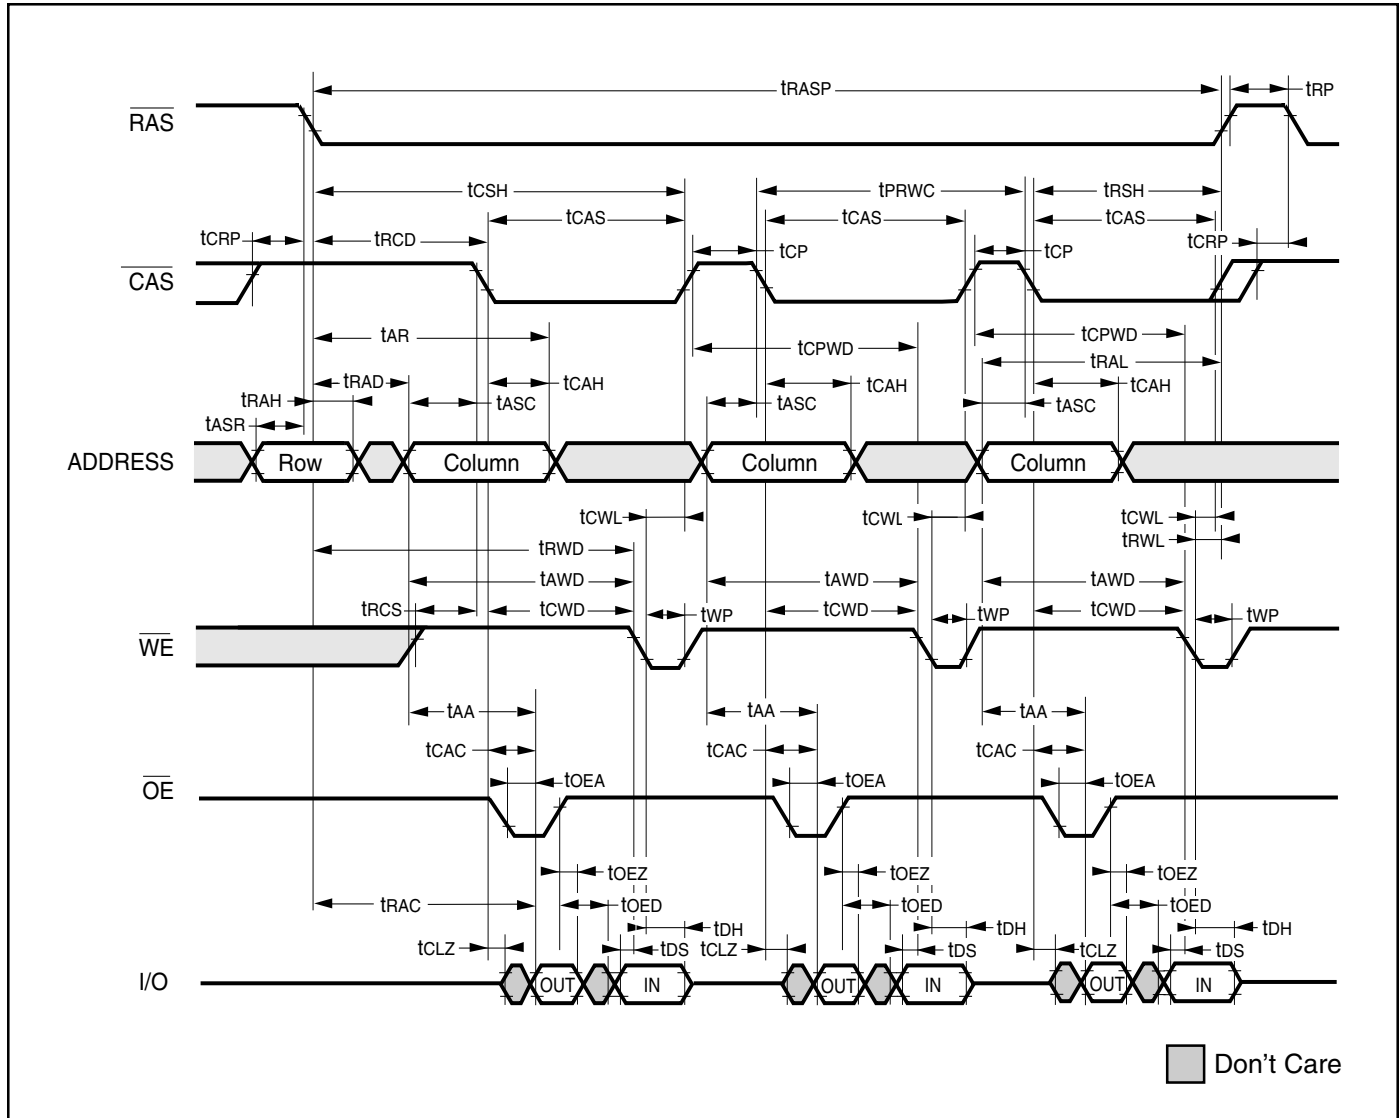 tRASP
tRP
RAS
tCSH
tPRWC
tRSH
tCAS
tCAS
tCAS
tCRP
tRCD
tCP
tCP
tCRP
CAS
tAR
tCPWD
tCPWD
tRAL
tRAD
tCAH
tCAH
tCAH
tRAH
tASC
tASC
tASC
tASR
ADDRESS
Row
Column
Column
Column
tCWL
tCWL
tCWL
tRWD
tRWL
tAWD
tAWD
tAWD
tRCS
tCWD
tWP
tCWD
tWP
tCWD
tWP
WE
tAA
tAA
tAA
tCAC
tCAC
tCAC
tOEA
tOEA
tOEA
OE
tOEZ
tOEZ
tOEZ
tRAC
tOED
tOED
tOED
tDH
tDH
tDH
tCLZ
tDS
tCLZ
tDS
tCLZ
tDS
I/O
OUT
IN
OUT
IN
OUT
IN
Don't Care